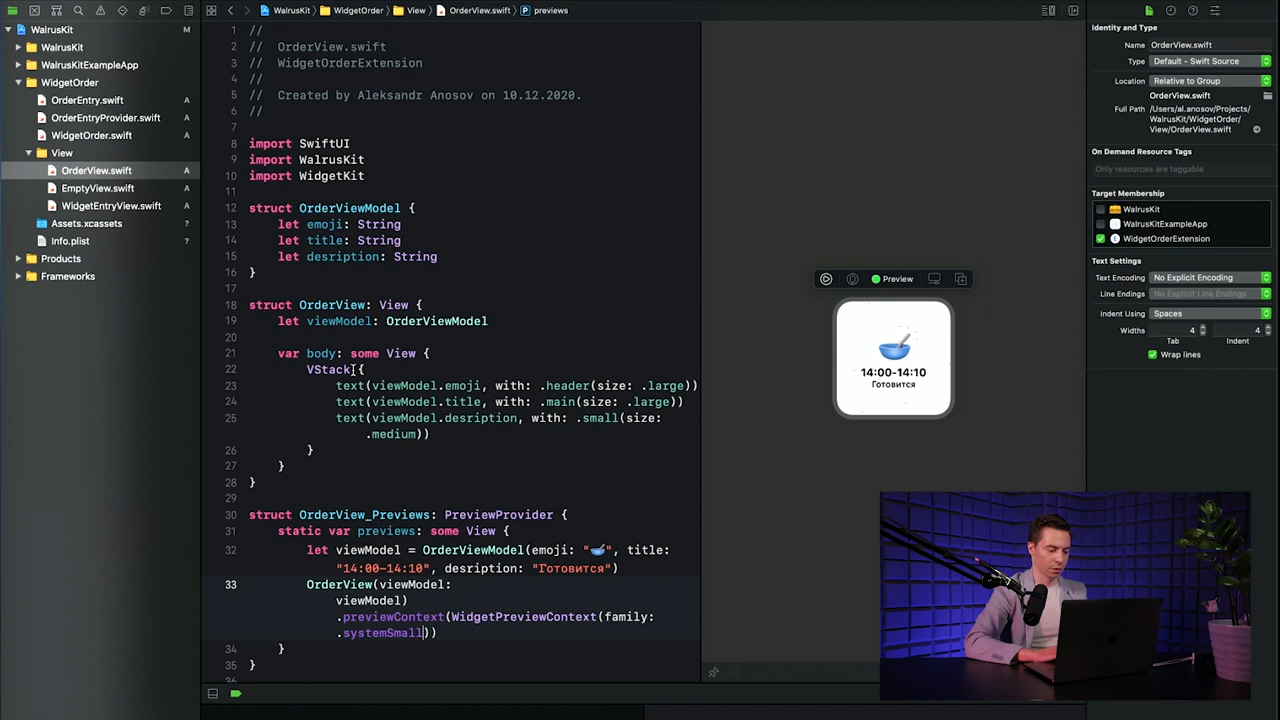 WalrusKit
WidgetOrder
View
OrderView.swift
previews
WalrusKit M
WalrusKit
WalrusKitExampleApp
WidgetOrder
OrderEntry.swift A
OrderEntryProvider.swift A
WidgetOrder.swift A
View
OrderView.swift A
EmptyView.swift A
WidgetEntryView.swift A
Assets.xcassets ?
Info.plist ?
Products
Frameworks
1 //
2 // OrderView.swift
3 // WidgetOrderExtension
4 //
5 // Created by Aleksandr Anosov on 10.12.2020.
6 //
7
8 import SwiftUI
9 import WalrusKit
10 import WidgetKit
11
12 struct OrderViewModel {
13 let emoji: String
14 let title: String
15 let desription: String
16 }
17
18 struct OrderView: View {
19 let viewModel: OrderViewModel
20
21 var body: some View {
22 VStack {
23 text(viewModel.emoji, with: .header(size: .large))
24 text(viewModel.title, with: .main(size: .large))
25 text(viewModel.desription, with: .small(size:
.medium))
26 }
27 }
28 }
29
30 struct OrderView_Previews: PreviewProvider {
31 static var previews: some View {
32 let viewModel = OrderViewModel(emoji: "🥣", title:
"14:00-14:10", desription: "Готовится")
33 OrderView(viewModel:
viewModel)
.previewContext(WidgetPreviewContext(family:
.systemSmall))
34 }
35 }
36
Preview
14:00-14:10
Готовится
Identity and Type
Name OrderView.swift
Type Default - Swift Source
Location Relative to Group
OrderView.swift
Full Path /Users/al.anosov/Projects/
WalrusKit/WidgetOrder/
View/OrderView.swift
On Demand Resource Tags
Only resources are taggable
Target Membership
WalrusKit
WalrusKitExampleApp
WidgetOrderExtension
Text Settings
Text Encoding No Explicit Encoding
Line Endings No Explicit Line Endings
Indent Using Spaces
Widths 4 4
Tab Indent
Wrap lines